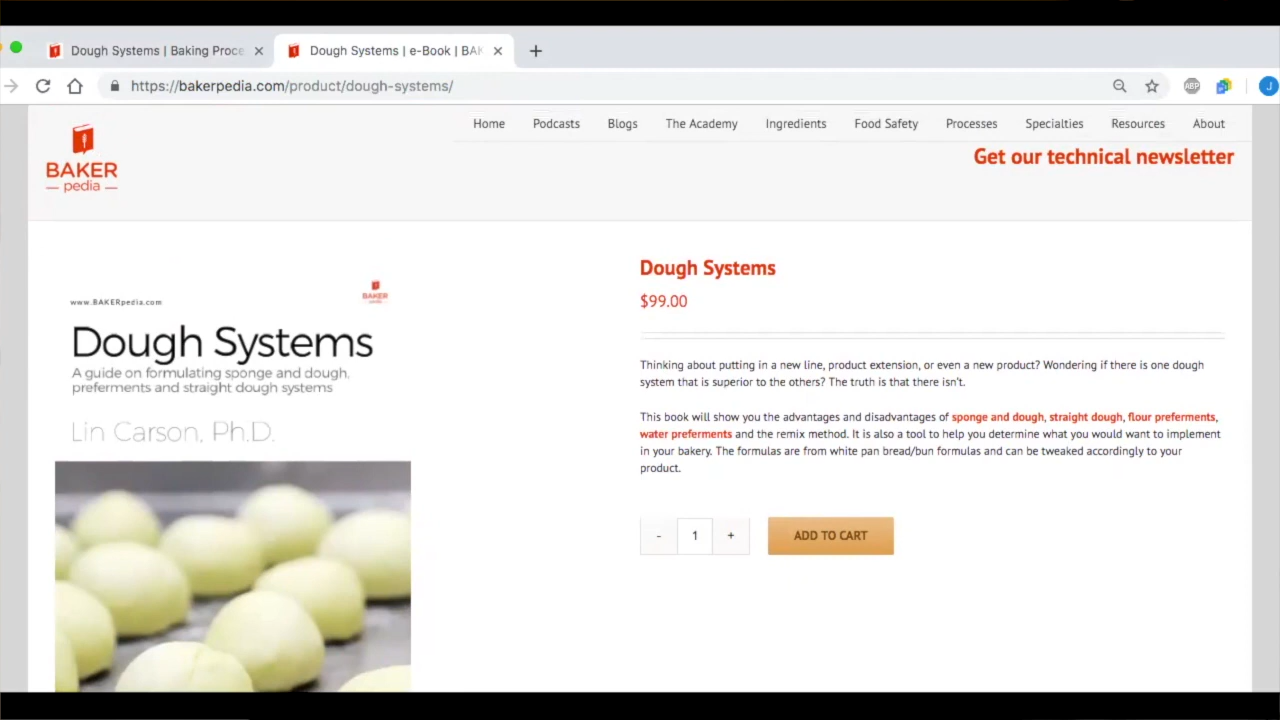 Dough Systems | Baking Proce
Dough Systems | e-Book | BAK
https://bakerpedia.com/product/dough-systems/
ABP
J
Home Podcasts Blogs The Academy Ingredients Food Safety Processes Specialties Resources About
BAKER
pedia
Get our technical newsletter
www.BAKERpedia.com
BAKER
pedia
Dough Systems
A guide on formulating sponge and dough,
preferments and straight dough systems
Lin Carson, Ph.D.
Dough Systems
$99.00
Thinking about putting in a new line, product extension, or even a new product? Wondering if there is one dough
system that is superior to the others? The truth is that there isn't.
This book will show you the advantages and disadvantages of sponge and dough, straight dough, flour preferments,
water preferments and the remix method. It is also a tool to help you determine what you would want to implement
in your bakery. The formulas are from white pan bread/bun formulas and can be tweaked accordingly to your
product.
- 1 + ADD TO CART